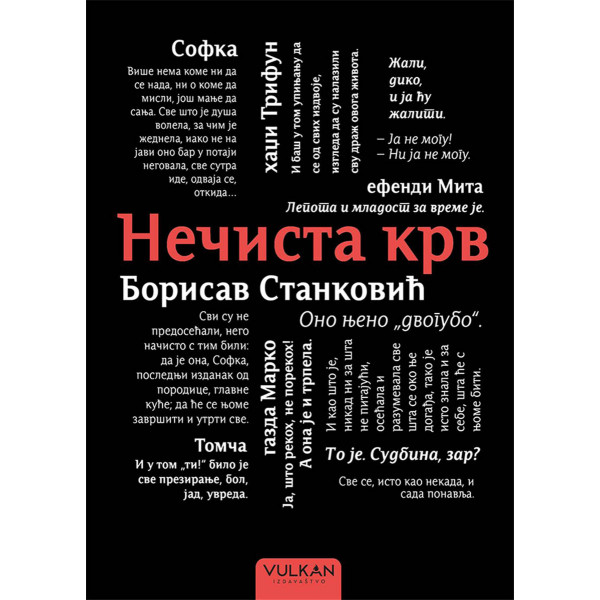 Софка
Више нема коме ни да
се нада, ни о коме да
мисли, још мање да
сања. Све што је душа
волела, за чим је
жеднела, иако не на
јави оно бар у потаји
неговала, све сутра
иде, одваја се,
откида...
хаџи Трифун
И баш у том упињању да
се од свих издвоје,
изгледа да су налазили
сву драж овога живота.
Жали,
дико,
и ја ћу
жалити.
– Ја не могу!
– Ни ја не могу.
ефенди Мита
Лепота и младост за време је.
Нечиста крв
Борисав Станковић
Сви су не
предосећали, него
начисто с тим били:
да је она, Софка,
последњи изданак од
породице, главне
куће; да ће се њоме
завршити и утрти све.
Оно њено „двогубо“.
газда Марко
Ја, што рекох, не порекох!
А она је и трпела.
И као што је,
никад ни за шта
не питајући,
осећала и
разумевала све
шта се око ње
догађа, тако је
исто знала и за
себе, шта ће с
њоме бити.
Томча
И у том „ти!“ било је
све презирање, бол,
јад, увреда.
То је. Судбина, зар?
Све се, исто као некада, и
сада понавља.
VULKAN
IZDAVAŠTVO